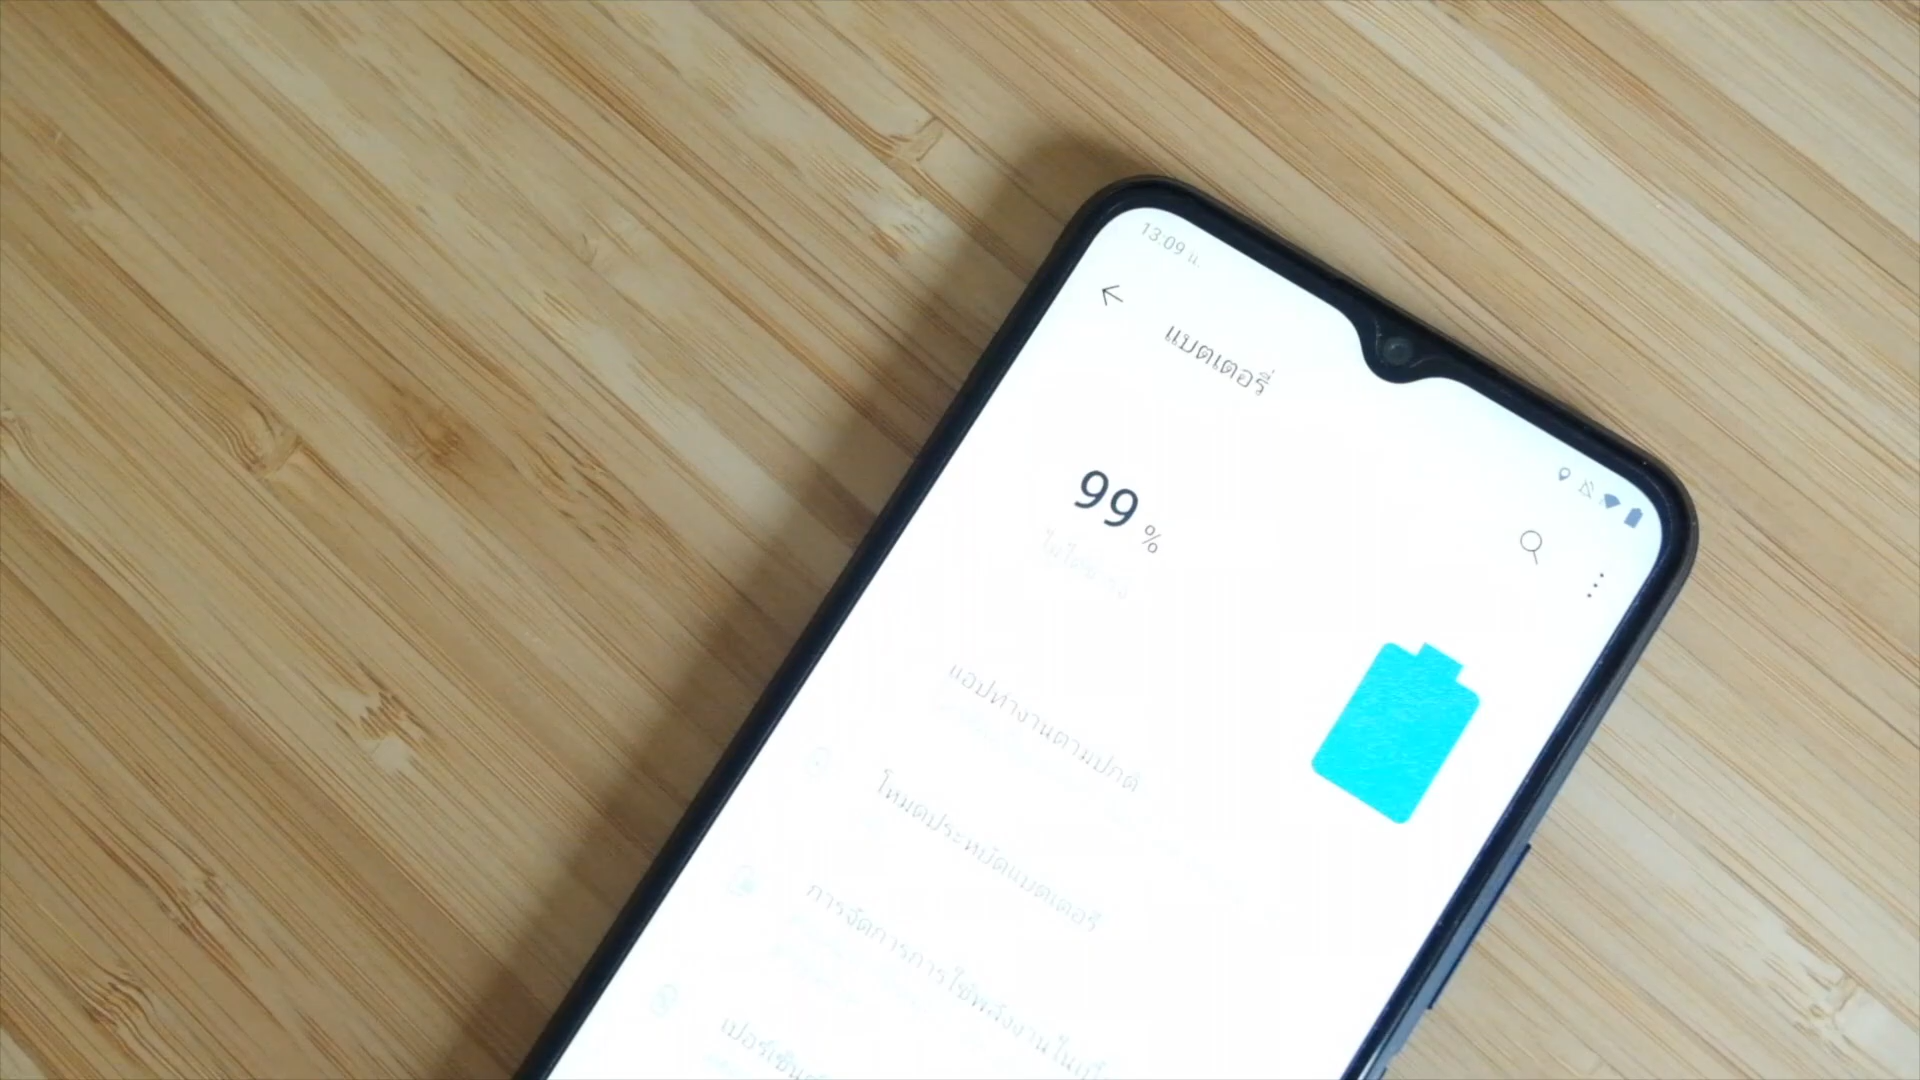 13:09 น.
แบตเตอรี่
99 %
แอปทำงานตามปกติ
โหมดประหยัดแบตเตอรี่
การจัดการการใช้พลังงาน